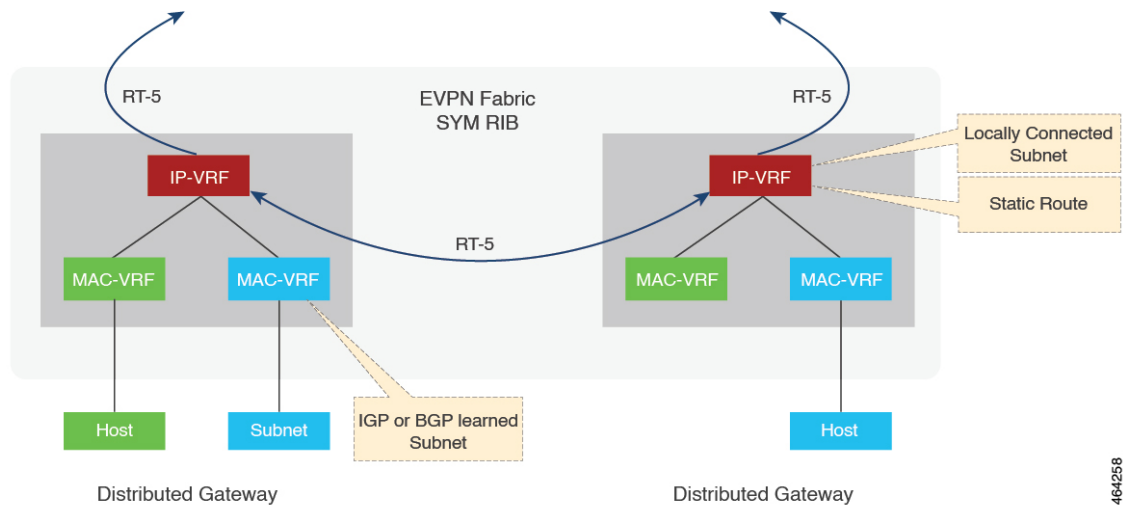 RT-5
EVPN Fabric
SYM RIB
RT-5
Locally Connected
Subnet
IP-VRF
IP-VRF
Static Route
RT-5
MAC-VRF
MAC-VRF
MAC-VRF
MAC-VRF
IGP or BGP learned
Subnet
Host
Subnet
Host
Distributed Gateway
Distributed Gateway
464258